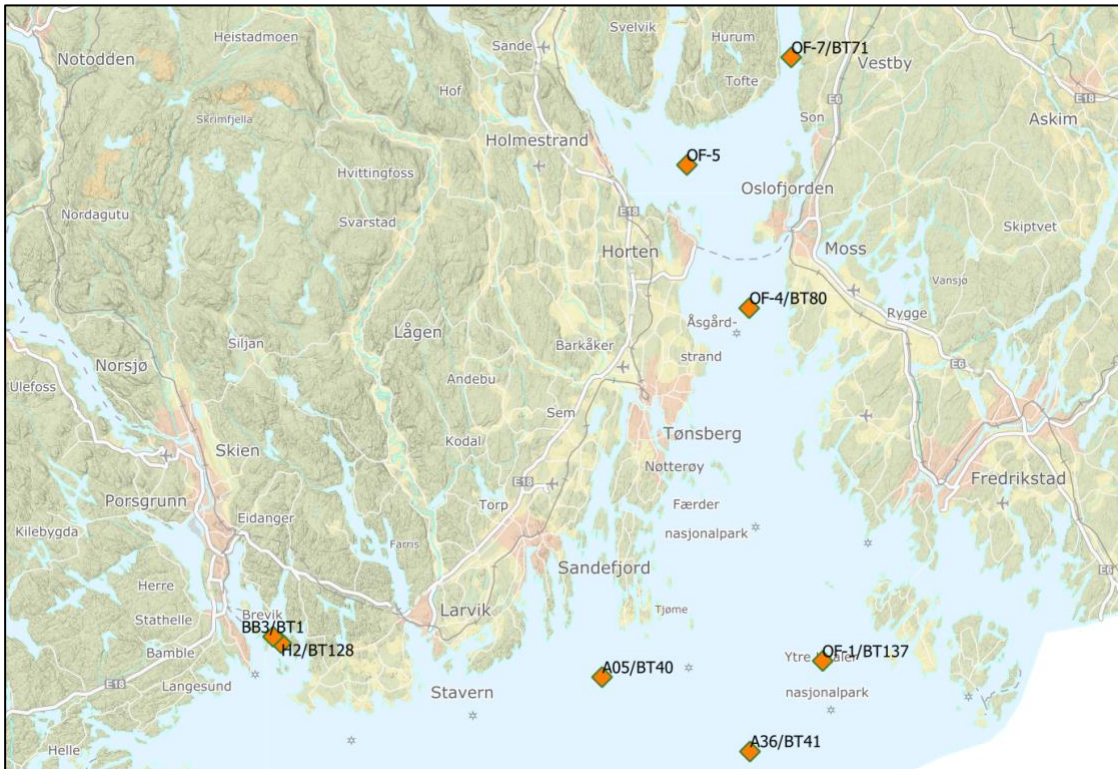 Svelvik
Hurum
Heistadmoen
Sande
OF-7/BT71
Notodden
Vestby
Tofte
Hof
E6
E18
Son
Skrimfjella
Askim
Holmestrand
OF-5
Hvittingfoss
Oslofjorden
Nordagutu
E18
Svarstad
Skiptvet
Horten
Moss
Vansjø
OF-4/BT80
Rygge
Åsgård-
strand
Lågen
Siljan
Barkåker
Norsjø
E6
Ulefoss
Andebu
Sem
Tønsberg
Skien
Kodal
Nøtterøy
E18
Fredrikstad
Porsgrunn
Torp
Færder
nasjonalpark
Eidanger
Kilebygda
Farris
Sandefjord
E6
Herre
Larvik
Tjøme
Brevik
Stathelle
BB3/BT1
H2/BT128
Bamble
OF-1/BT137
A05/BT40
Langesund
E18
Stavern
nasjonalpark
A36/BT41
Helle